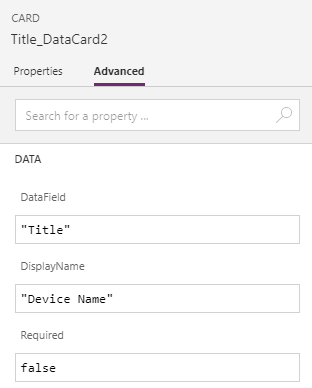 CARD
Title_DataCard2
Properties Advanced
Search for a property ...
DATA
DataField
"Title"
DisplayName
"Device Name"
Required
false